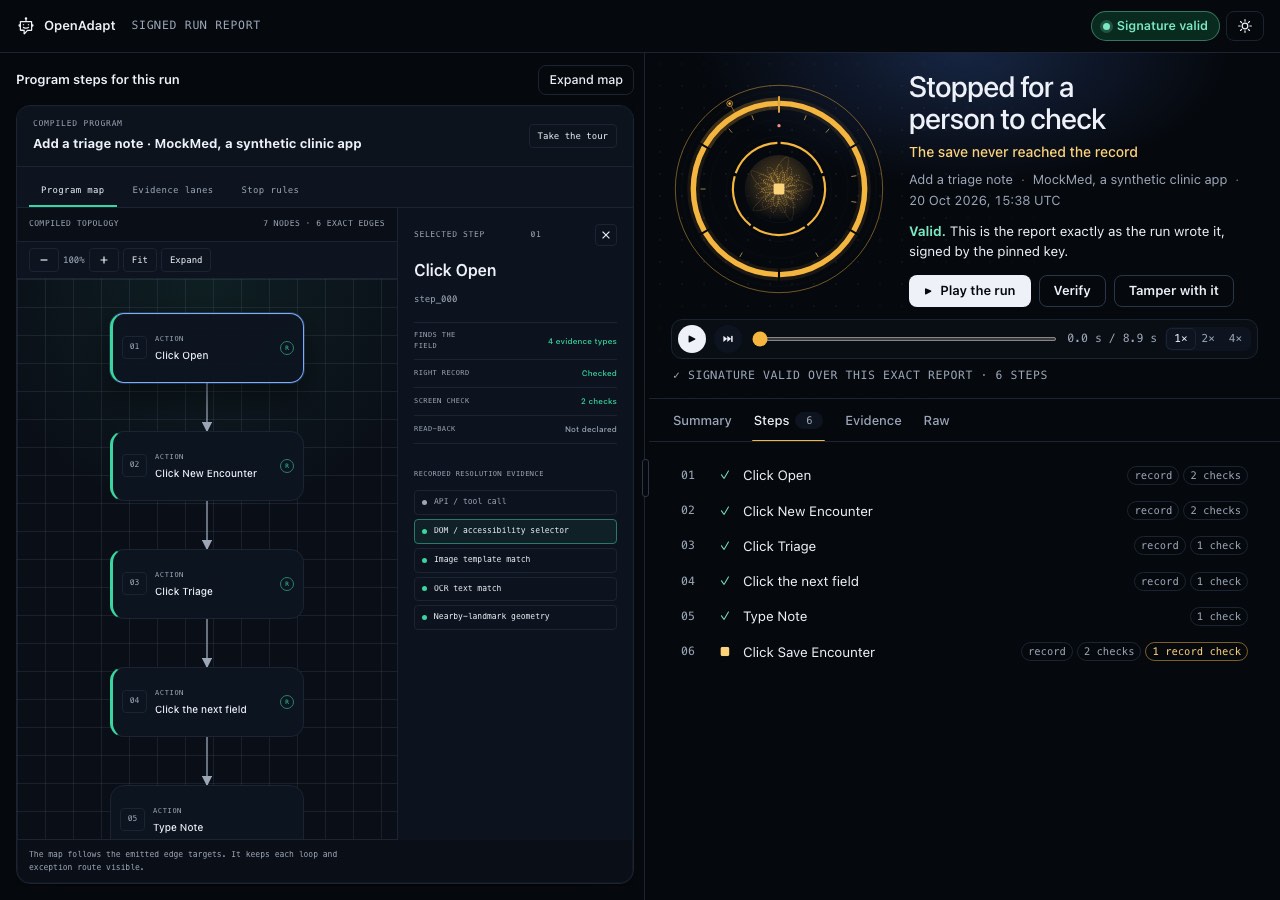 OpenAdapt SIGNED RUN REPORT
Signature valid
Program steps for this run
Expand map
COMPILED PROGRAM
Add a triage note · MockMed, a synthetic clinic app
Take the tour
Program map Evidence lanes Stop rules
COMPILED TOPOLOGY 7 NODES · 6 EXACT EDGES
− 100% + Fit Expand
01 ACTION
Click Open
R
02 ACTION
Click New Encounter
R
03 ACTION
Click Triage
R
04 ACTION
Click the next field
R
05 ACTION
Type Note
The map follows the emitted edge targets. It keeps each loop and
exception route visible.
SELECTED STEP 01 ×
Click Open
step_000
FINDS THE
FIELD
4 evidence types
RIGHT RECORD Checked
SCREEN CHECK 2 checks
READ-BACK Not declared
RECORDED RESOLUTION EVIDENCE
API / tool call
DOM / accessibility selector
Image template match
OCR text match
Nearby-landmark geometry
Stopped for a
person to check
The save never reached the record
Add a triage note · MockMed, a synthetic clinic app ·
20 Oct 2026, 15:38 UTC
Valid. This is the report exactly as the run wrote it,
signed by the pinned key.
Play the run Verify Tamper with it
0.0 s / 8.9 s 1× 2× 4×
✓ SIGNATURE VALID OVER THIS EXACT REPORT · 6 STEPS
Summary Steps 6 Evidence Raw
01 ✓ Click Open record 2 checks
02 ✓ Click New Encounter record 2 checks
03 ✓ Click Triage record 1 check
04 ✓ Click the next field record 1 check
05 ✓ Type Note 1 check
06 Click Save Encounter record 2 checks 1 record check